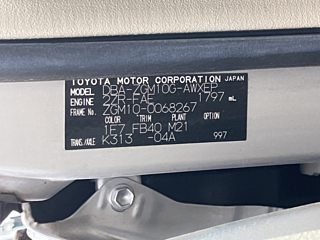 TOYOTA MOTOR CORPORATION JAPAN
MODEL DBA-ZGM10G-AWXEP
ENGINE 2ZR-FAE 1797 mL
FRAME No. ZGM10-0068267
COLOR TRIM PLANT OPTION
1E7 FB40 M21
TRANS./AXLE K313 -04A 997